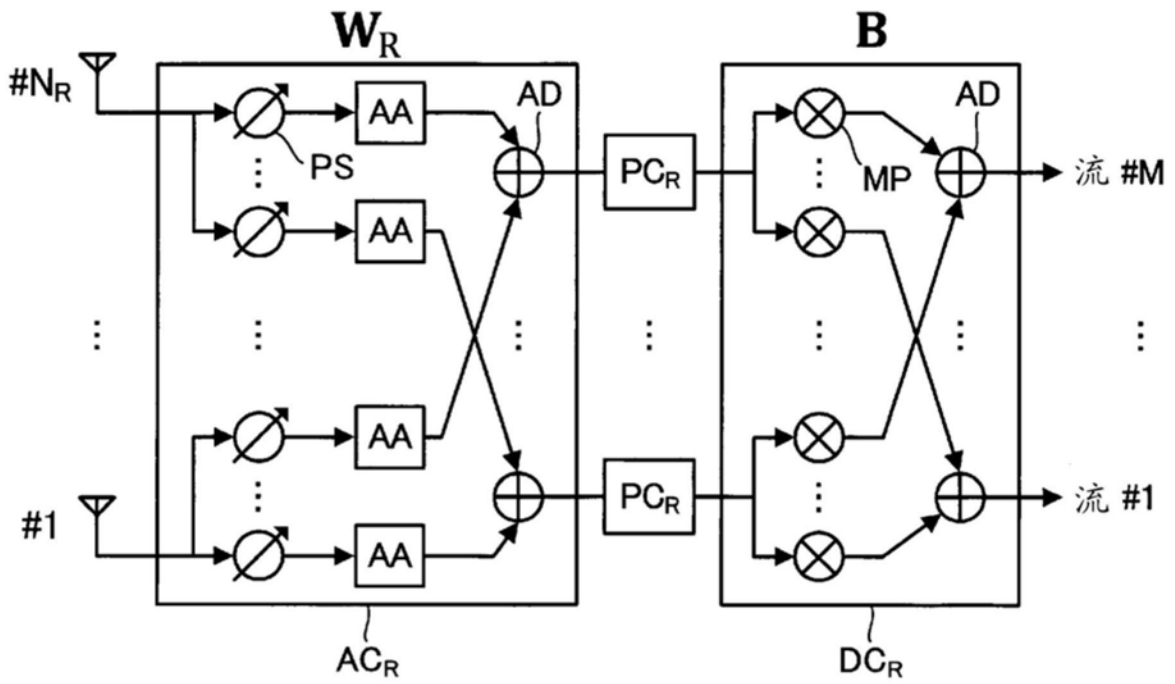 W_R B
#N_R AA AD AD
PS PC_R MP 流 #M
AA
AA
#1 AA PC_R 流 #1
AC_R DC_R